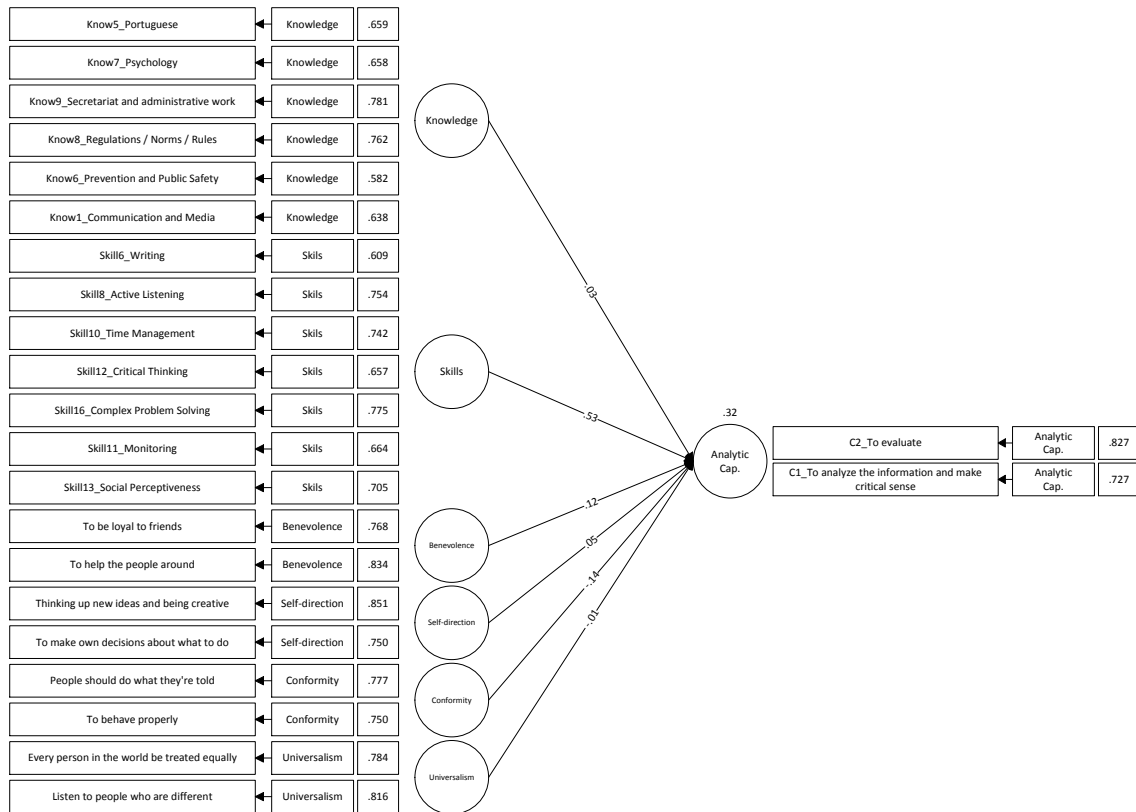 Know5_Portuguese Knowledge .659
Know7_Psychology Knowledge .658
Know9_Secretariat and administrative work Knowledge .781
Know8_Regulations / Norms / Rules Knowledge .762
Know6_Prevention and Public Safety Knowledge .582
Know1_Communication and Media Knowledge .638
Skill6_Writing Skils .609
Skill8_Active Listening Skils .754
Skill10_Time Management Skils .742
Skill12_Critical Thinking Skils .657
Skill16_Complex Problem Solving Skils .775
Skill11_Monitoring Skils .664
Skill13_Social Perceptiveness Skils .705
To be loyal to friends Benevolence .768
To help the people around Benevolence .834
Thinking up new ideas and being creative Self-direction .851
To make own decisions about what to do Self-direction .750
People should do what they're told Conformity .777
To behave properly Conformity .750
Every person in the world be treated equally Universalism .784
Listen to people who are different Universalism .816
Knowledge
Skills
Benevolence
Self-direction
Conformity
Universalism
.03
.53
.12
.05
-.14
-.01
.32
Analytic
Cap.
C2_To evaluate
Analytic
Cap.
.827
C1_To analyze the information and make
critical sense
Analytic
Cap.
.727